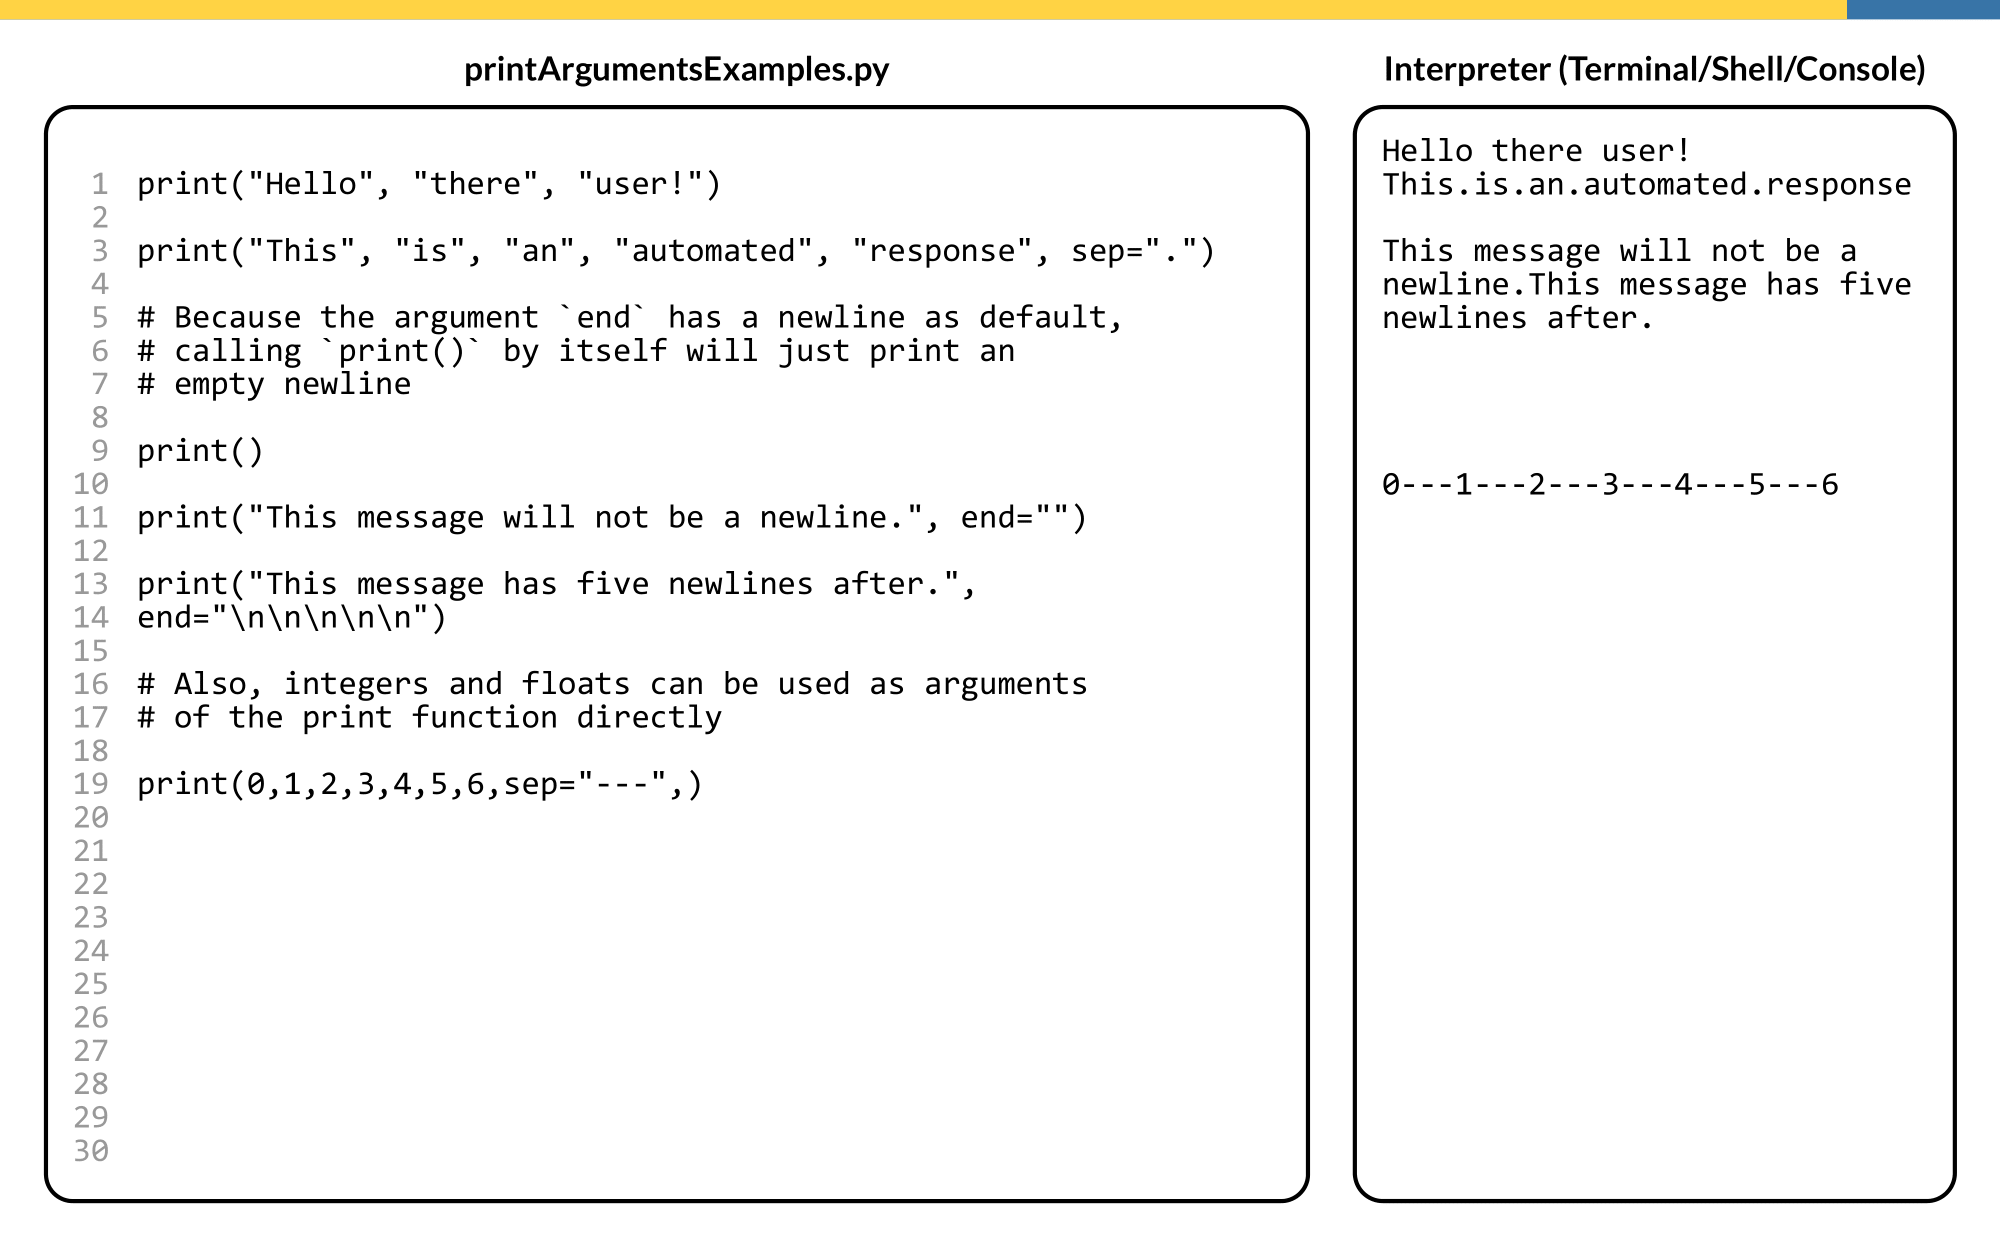 printArgumentsExamples.py
1 print("Hello", "there", "user!")
2
3 print("This", "is", "an", "automated", "response", sep=".")
4
5 # Because the argument `end` has a newline as default,
6 # calling `print()` by itself will just print an
7 # empty newline
8
9 print()
10
11 print("This message will not be a newline.", end="")
12
13 print("This message has five newlines after.",
14 end="\n\n\n\n\n")
15
16 # Also, integers and floats can be used as arguments
17 # of the print function directly
18
19 print(0,1,2,3,4,5,6,sep="---",)
20
21
22
23
24
25
26
27
28
29
30
Interpreter (Terminal/Shell/Console)
Hello there user!
This.is.an.automated.response
This message will not be a
newline.This message has five
newlines after.
0---1---2---3---4---5---6